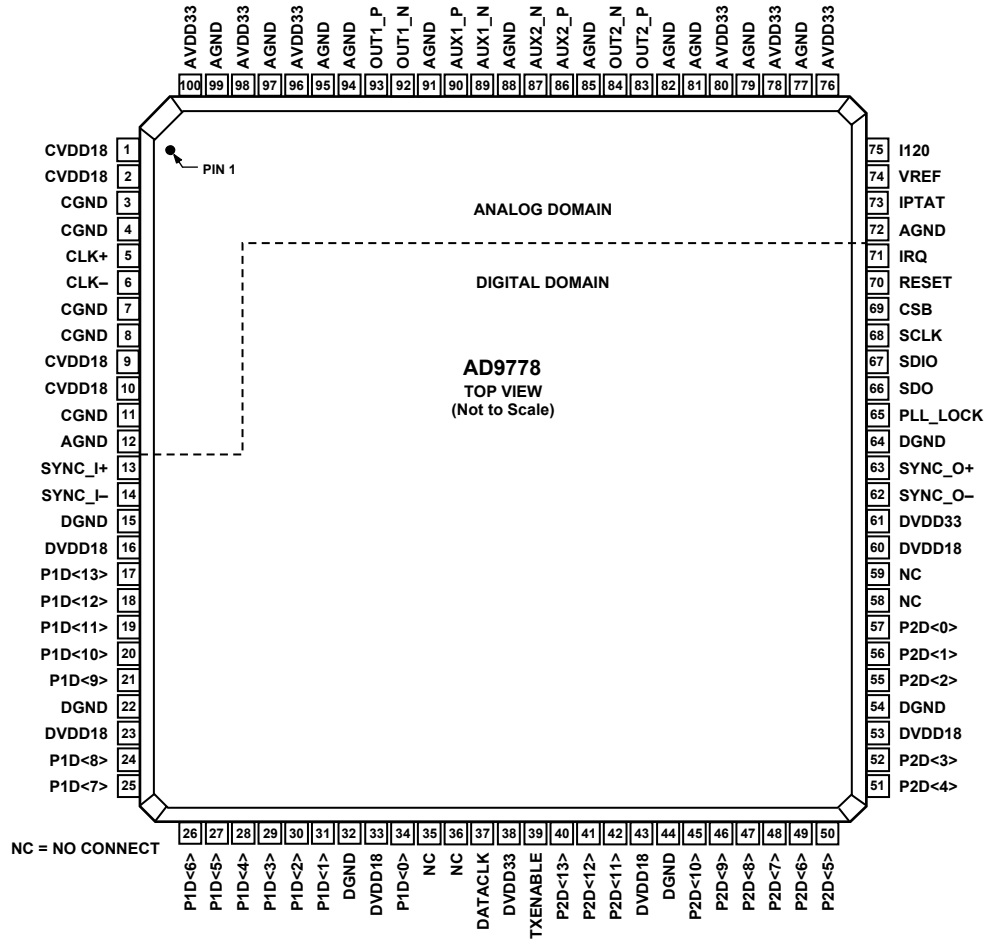 AVDD33
AGND
AVDD33
AGND
AVDD33
AGND
AGND
OUT1_P
OUT1_N
AGND
AUX1_P
AUX1_N
AGND
AUX2_N
AUX2_P
AGND
OUT2_N
OUT2_P
AGND
AGND
AVDD33
AGND
AVDD33
AGND
AVDD33
100 99 98 97 96 95 94 93 92 91 90 89 88 87 86 85 84 83 82 81 80 79 78 77 76
CVDD18 1
CVDD18 2
CGND 3
CGND 4
CLK+ 5
CLK– 6
CGND 7
CGND 8
CVDD18 9
CVDD18 10
CGND 11
AGND 12
SYNC_I+ 13
SYNC_I– 14
DGND 15
DVDD18 16
P1D<13> 17
P1D<12> 18
P1D<11> 19
P1D<10> 20
P1D<9> 21
DGND 22
DVDD18 23
P1D<8> 24
P1D<7> 25
PIN 1
ANALOG DOMAIN
DIGITAL DOMAIN
AD9778
TOP VIEW
(Not to Scale)
75 I120
74 VREF
73 IPTAT
72 AGND
71 IRQ
70 RESET
69 CSB
68 SCLK
67 SDIO
66 SDO
65 PLL_LOCK
64 DGND
63 SYNC_O+
62 SYNC_O–
61 DVDD33
60 DVDD18
59 NC
58 NC
57 P2D<0>
56 P2D<1>
55 P2D<2>
54 DGND
53 DVDD18
52 P2D<3>
51 P2D<4>
26 27 28 29 30 31 32 33 34 35 36 37 38 39 40 41 42 43 44 45 46 47 48 49 50
NC = NO CONNECT
P1D<6>
P1D<5>
P1D<4>
P1D<3>
P1D<2>
P1D<1>
DGND
DVDD18
P1D<0>
NC
NC
DATACLK
DVDD33
TXENABLE
P2D<13>
P2D<12>
P2D<11>
DVDD18
DGND
P2D<10>
P2D<9>
P2D<8>
P2D<7>
P2D<6>
P2D<5>